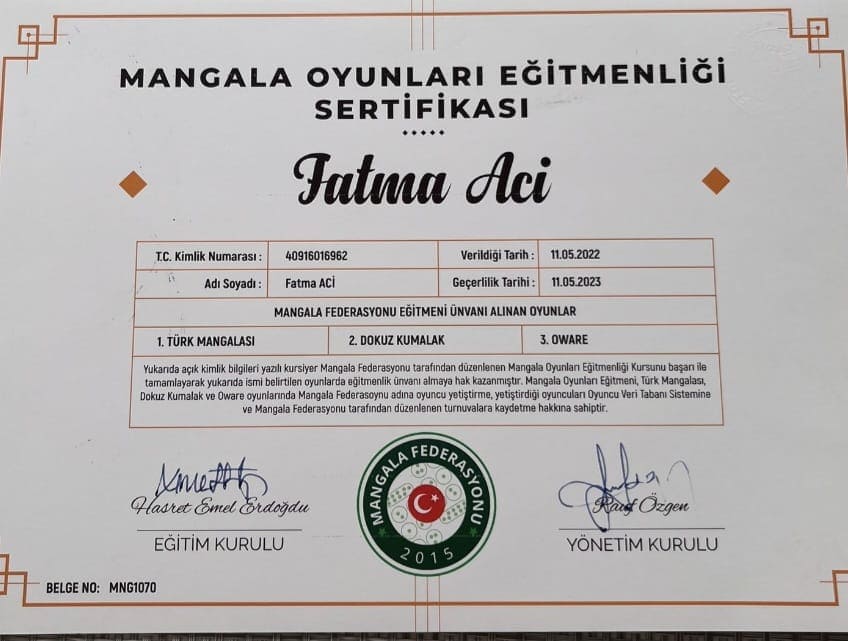 MANGALA OYUNLARI EĞİTMENLİĞİ
SERTİFİKASI
Fatma Aci
T.C. Kimlik Numarası : 40916016962 Verildiği Tarih : 11.05.2022
Adı Soyadı : Fatma ACİ Geçerlilik Tarihi : 11.05.2023
MANGALA FEDERASYONU EĞİTMENİ ÜNVANI ALINAN OYUNLAR
1. TÜRK MANGALASI 2. DOKUZ KUMALAK 3. OWARE
Yukarıda açık kimlik bilgileri yazılı kursiyer Mangala Federasyonu tarafından düzenlenen Mangala Oyunları Eğitmenliği Kursunu başarı ile
tamamlayarak yukarıda ismi belirtilen oyunlarda eğitmenlik ünvanı almaya hak kazanmıştır. Mangala Oyunları Eğitmeni, Türk Mangalası,
Dokuz Kumalak ve Oware oyunlarında Mangala Federasoynu adına oyuncu yetiştirme, yetiştirdiği oyuncuları Oyuncu Veri Tabanı Sistemine
ve Mangala Federasyonu tarafından düzenlenen turnuvalara kaydetme hakkına sahiptir.
Hasret Emel Erdoğdu
EĞİTİM KURULU
MANGALA FEDERASYONU
2015
Rauf Özgen
YÖNETİM KURULU
BELGE NO: MNG1070